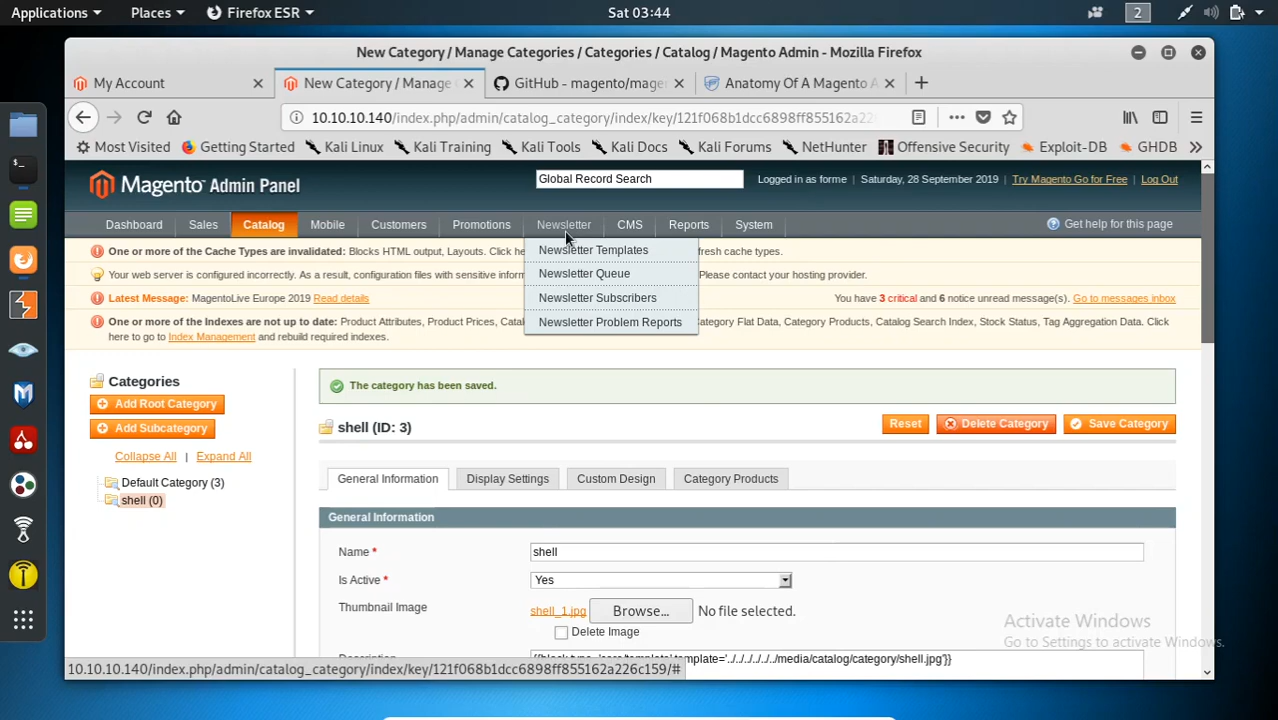 Applications
Places
Firefox ESR
Sat 03:44
2
New Category / Manage Categories / Categories / Catalog / Magento Admin - Mozilla Firefox
My Account
New Category / Manage
GitHub - magento/mage
Anatomy Of A Magento A
10.10.10.140/index.php/admin/catalog_category/index/key/121f068b1dcc6898ff855162a22
Most Visited
Getting Started
Kali Linux
Kali Training
Kali Tools
Kali Docs
Kali Forums
NetHunter
Offensive Security
Exploit-DB
GHDB
Magento Admin Panel
Global Record Search
Logged in as forme | Saturday, 28 September 2019 | Try Magento Go for Free | Log Out
Dashboard
Sales
Catalog
Mobile
Customers
Promotions
Newsletter
CMS
Reports
System
Get help for this page
Newsletter Templates
Newsletter Queue
Newsletter Subscribers
Newsletter Problem Reports
One or more of the Cache Types are invalidated: Blocks HTML output, Layouts. Click he fresh cache types.
Your web server is configured incorrectly. As a result, configuration files with sensitive infor Please contact your hosting provider.
Latest Message: MagentoLive Europe 2019 Read details
You have 3 critical and 6 notice unread message(s). Go to messages inbox
One or more of the Indexes are not up to date: Product Attributes, Product Prices, Cata ategory Flat Data, Category Products, Catalog Search Index, Stock Status, Tag Aggregation Data. Click
here to go to Index Management and rebuild required indexes.
Categories
Add Root Category
Add Subcategory
Collapse All | Expand All
Default Category (3)
shell (0)
The category has been saved.
shell (ID: 3)
Reset
Delete Category
Save Category
General Information
Display Settings
Custom Design
Category Products
General Information
Name *
shell
Is Active *
Yes
Thumbnail Image
shell_1.jpg
Browse...
No file selected.
Delete Image
Activate Windows
Go to Settings to activate Windows.
10.10.10.140/index.php/admin/catalog_category/index/key/121f068b1dcc6898ff855162a226c159/#